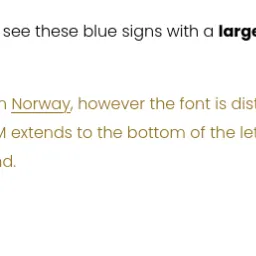 see these blue signs with a large
Norway, however the font is dist
M extends to the bottom of the let
d.